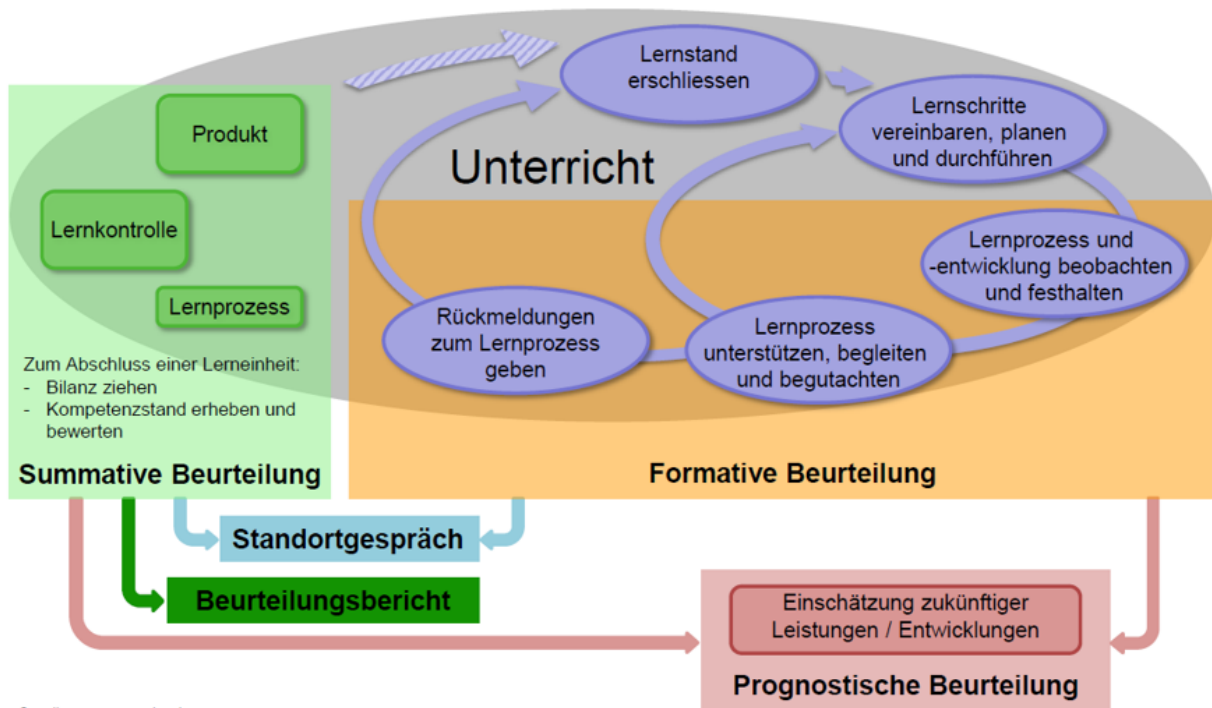 Lernstand
erschliessen
Produkt
Lernschritte
vereinbaren, planen
und durchführen
Unterricht
Lernkontrolle
Lernprozess und
-entwicklung beobachten
und festhalten
Lernprozess
Rückmeldungen
zum Lernprozess
geben
Lernprozess
unterstützen, begleiten
und begutachten
Zum Abschluss einer Lerneinheit:
- Bilanz ziehen
- Kompetenzstand erheben und
bewerten
Summative Beurteilung
Formative Beurteilung
Standortgespräch
Beurteilungsbericht
Einschätzung zukünftiger
Leistungen / Entwicklungen
Prognostische Beurteilung